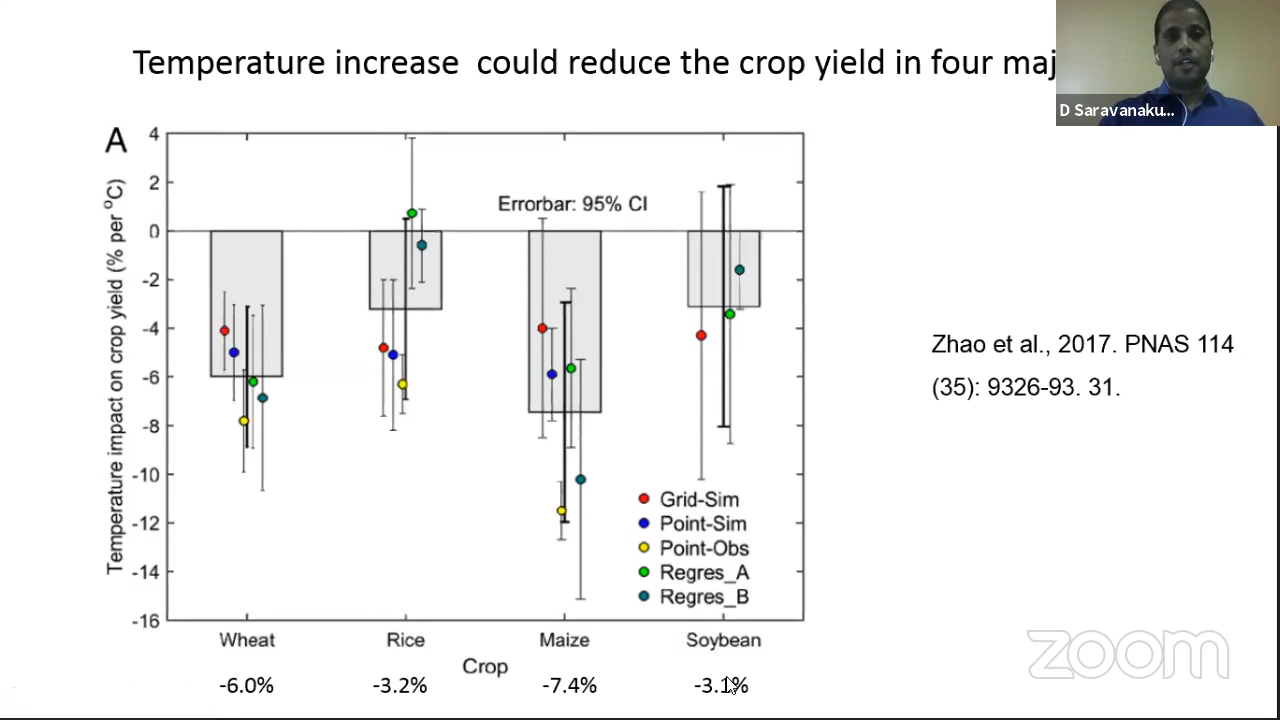 Temperature increase could reduce the crop yield in four maj
D Saravanaku...
A
4
2
0
-2
-4
-6
-8
-10
-12
-14
-16
Temperature impact on crop yield (% per °C)
Errorbar: 95% CI
Grid-Sim
Point-Sim
Point-Obs
Regres_A
Regres_B
Wheat Rice Maize Soybean
Crop
-6.0% -3.2% -7.4% -3.1%
Zhao et al., 2017. PNAS 114
(35): 9326-93. 31.
zoom